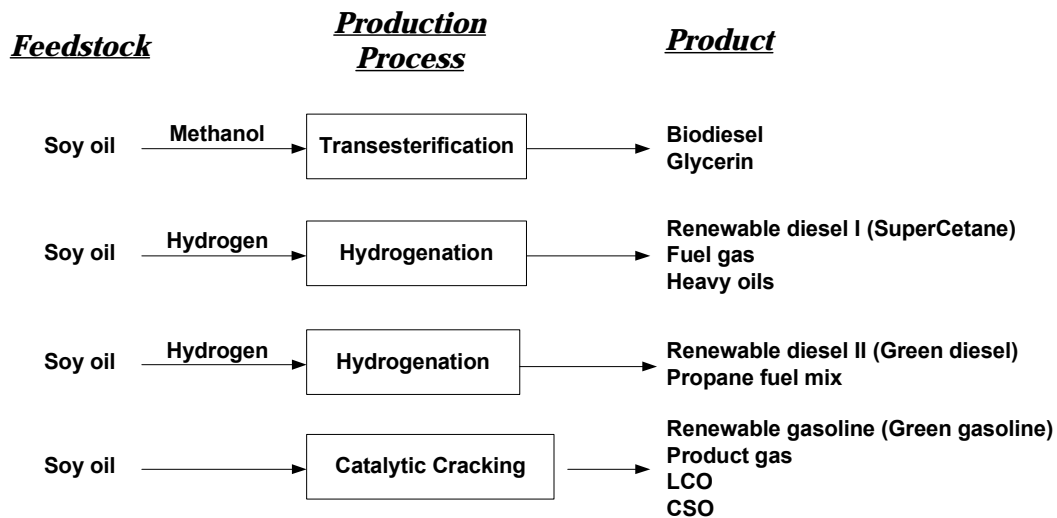 Feedstock
Production
Process
Product
Soy oil
Methanol
Transesterification
Biodiesel
Glycerin
Soy oil
Hydrogen
Hydrogenation
Renewable diesel I (SuperCetane)
Fuel gas
Heavy oils
Soy oil
Hydrogen
Hydrogenation
Renewable diesel II (Green diesel)
Propane fuel mix
Soy oil
Catalytic Cracking
Renewable gasoline (Green gasoline)
Product gas
LCO
CSO